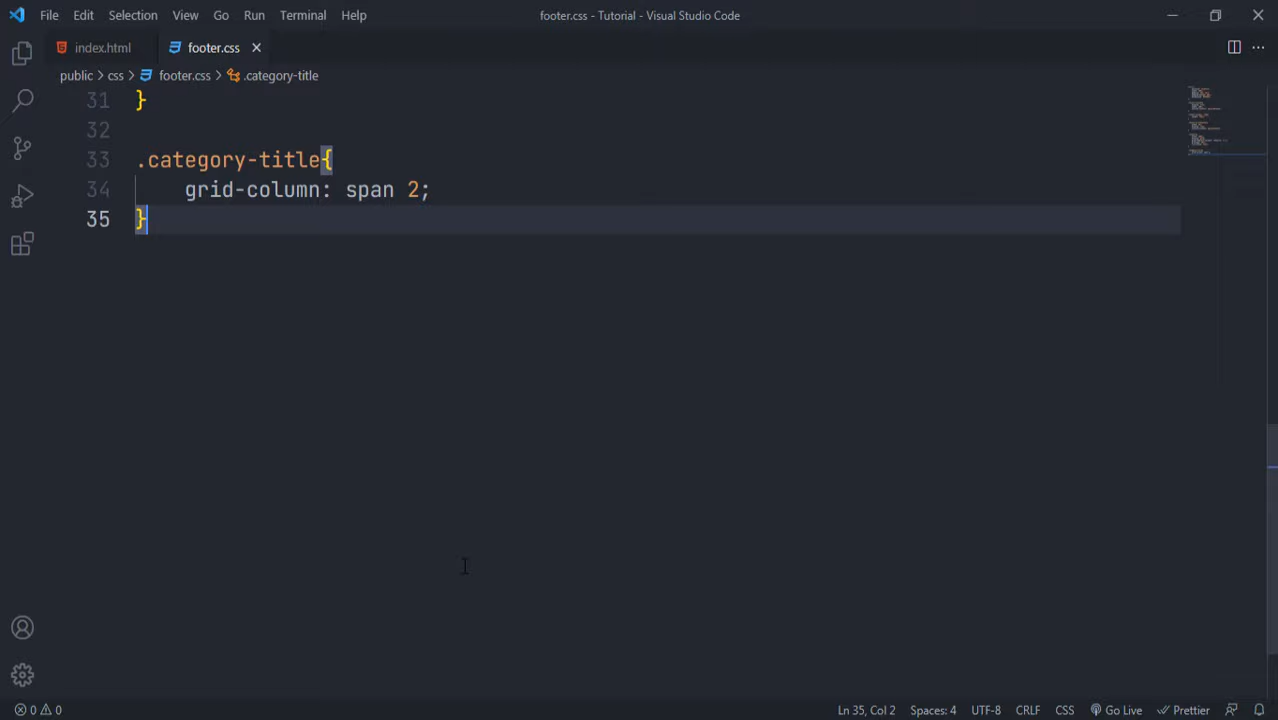 File Edit Selection View Go Run Terminal Help footer.css - Tutorial - Visual Studio Code
index.html footer.css
public > css > footer.css > .category-title
31 }
32
33 .category-title{
34 grid-column: span 2;
35 }
0 0 Ln 35, Col 2 Spaces: 4 UTF-8 CRLF CSS Go Live Prettier